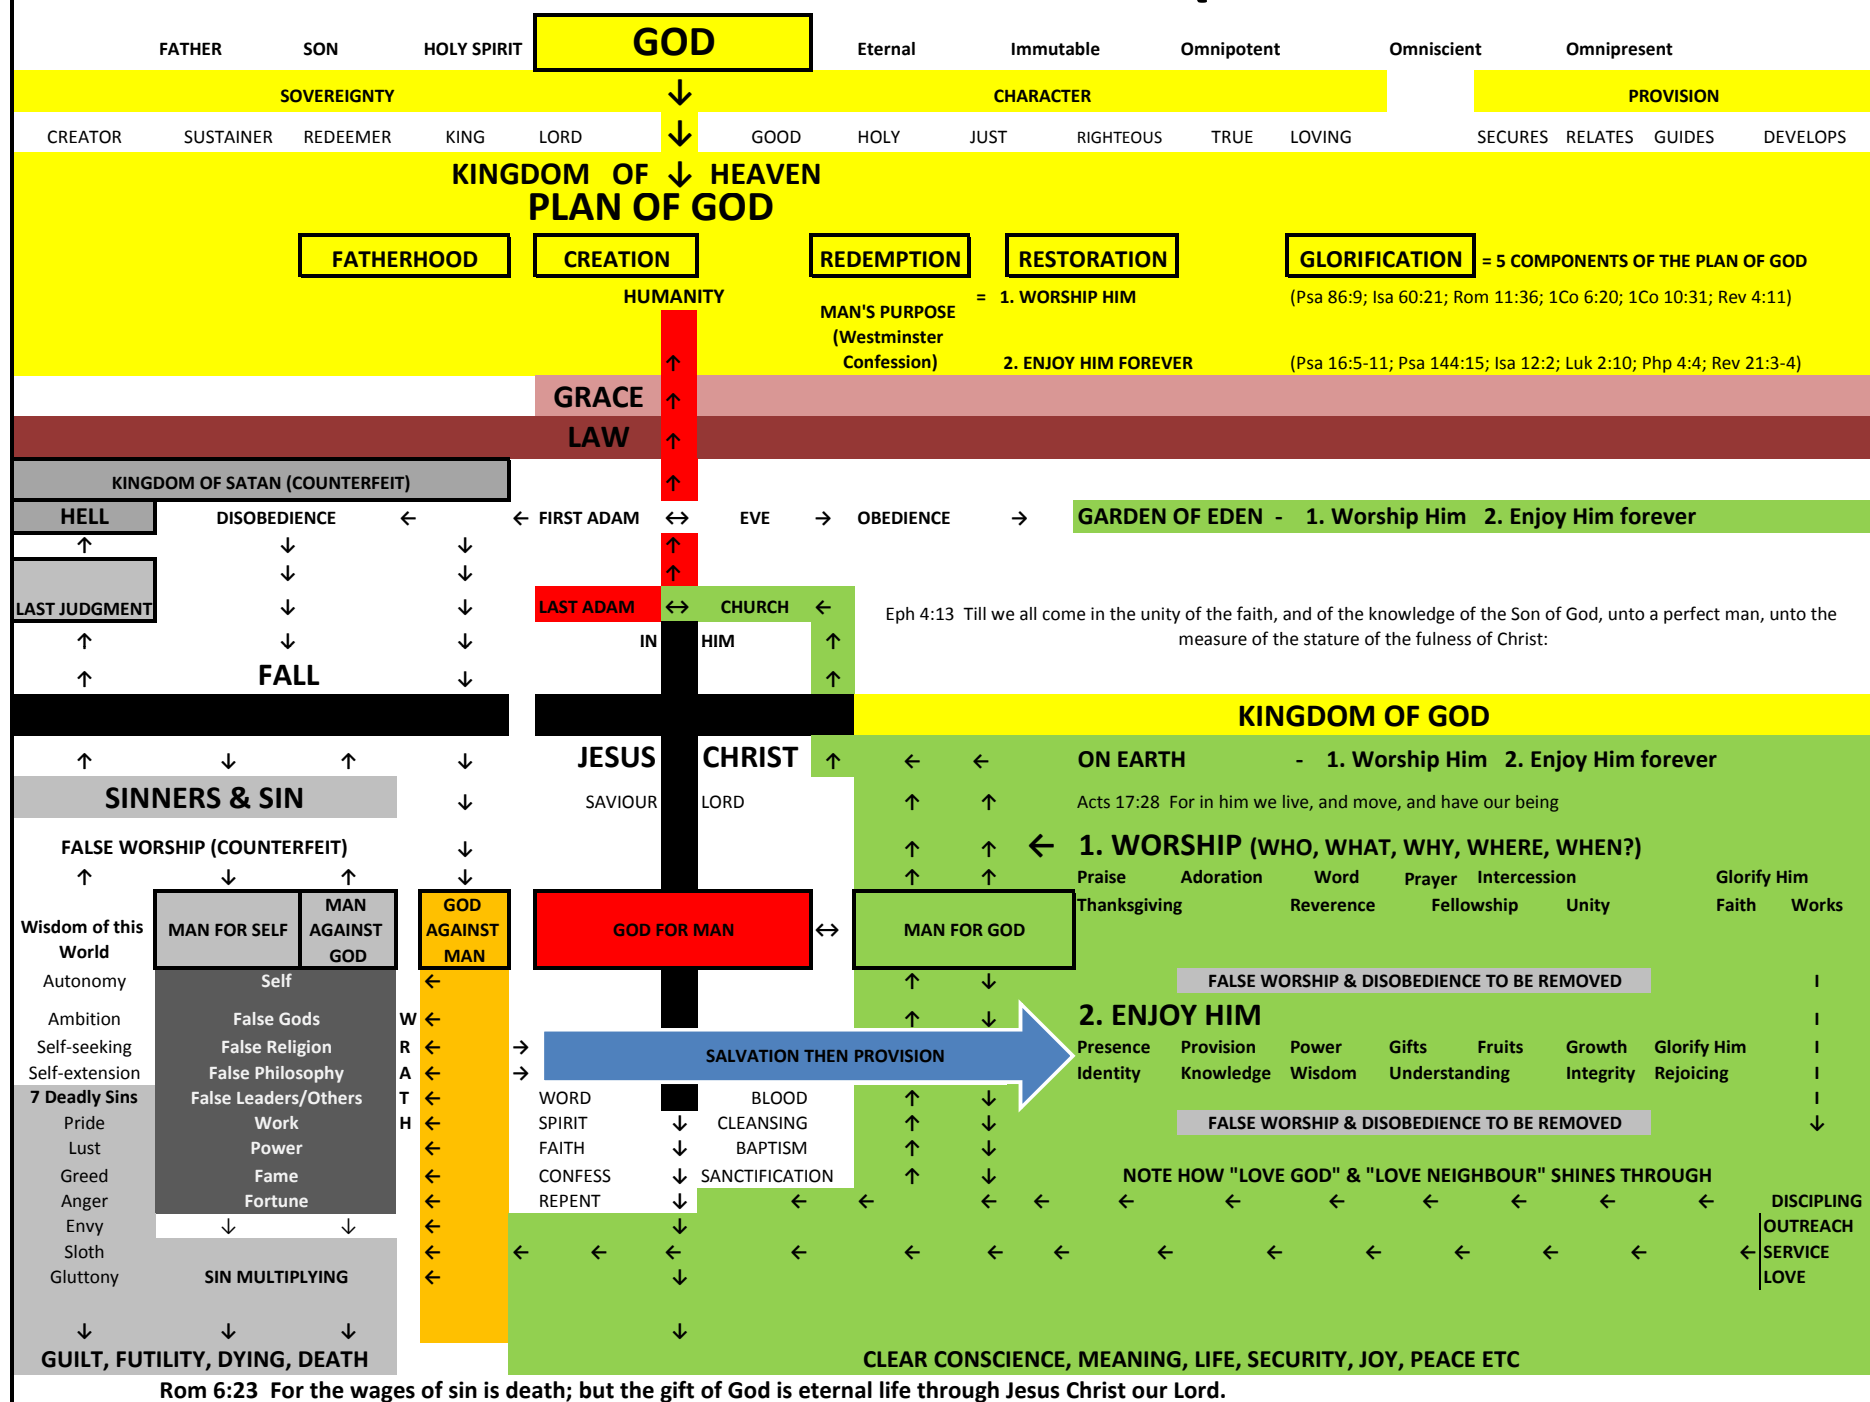 FATHER SON HOLY SPIRIT GOD Eternal Immutable Omnipotent Omniscient Omnipresent
↓
SOVEREIGNTY CHARACTER PROVISION
CREATOR SUSTAINER REDEEMER KING LORD ↓ GOOD HOLY JUST RIGHTEOUS TRUE LOVING SECURES RELATES GUIDES DEVELOPS
KINGDOM OF ↓ HEAVEN
PLAN OF GOD
FATHERHOOD CREATION REDEMPTION RESTORATION GLORIFICATION = 5 COMPONENTS OF THE PLAN OF GOD
HUMANITY = 1. WORSHIP HIM (Psa 86:9; Isa 60:21; Rom 11:36; 1Co 6:20; 1Co 10:31; Rev 4:11)
MAN'S PURPOSE
(Westminster
↑ Confession) 2. ENJOY HIM FOREVER (Psa 16:5-11; Psa 144:15; Isa 12:2; Luk 2:10; Php 4:4; Rev 21:3-4)
GRACE ↑
LAW ↑
KINGDOM OF SATAN (COUNTERFEIT) ↑
HELL DISOBEDIENCE ← ← FIRST ADAM ↔ EVE → OBEDIENCE → GARDEN OF EDEN - 1. Worship Him 2. Enjoy Him forever
↑ ↓ ↓ ↑
↓ ↓ ↑
LAST JUDGMENT ↓ ↓ LAST ADAM ↔ CHURCH ← Eph 4:13 Till we all come in the unity of the faith, and of the knowledge of the Son of God, unto a perfect man, unto the
↑ ↓ ↓ IN HIM ↑ measure of the stature of the fulness of Christ:
↑ FALL ↓ ↑
KINGDOM OF GOD
↑ ↓ ↑ ↓ JESUS CHRIST ↑ ← ← ON EARTH - 1. Worship Him 2. Enjoy Him forever
SINNERS & SIN ↓ SAVIOUR LORD ↑ ↑ Acts 17:28 For in him we live, and move, and have our being
FALSE WORSHIP (COUNTERFEIT) ↓ ↑ ↑ ← 1. WORSHIP (WHO, WHAT, WHY, WHERE, WHEN?)
↑ ↓ ↑ ↓ ↑ ↑ Praise Adoration Word Prayer Intercession Glorify Him
MAN GOD Thanksgiving Reverence Fellowship Unity Faith Works
Wisdom of this MAN FOR SELF AGAINST AGAINST GOD FOR MAN ↔ MAN FOR GOD
World GOD MAN
Autonomy Self ← ↑ ↓ FALSE WORSHIP & DISOBEDIENCE TO BE REMOVED I
Ambition False Gods W ← ↑ ↓ 2. ENJOY HIM I
Self-seeking False Religion R ← → SALVATION THEN PROVISION Presence Provision Power Gifts Fruits Growth Glorify Him I
Self-extension False Philosophy A ← → Identity Knowledge Wisdom Understanding Integrity Rejoicing I
7 Deadly Sins False Leaders/Others T ← WORD BLOOD ↑ ↓ I
Pride Work H ← SPIRIT ↓ CLEANSING ↑ ↓ FALSE WORSHIP & DISOBEDIENCE TO BE REMOVED ↓
Lust Power ← FAITH ↓ BAPTISM ↑ ↓
Greed Fame ← CONFESS ↓ SANCTIFICATION ↑ ↓ NOTE HOW "LOVE GOD" & "LOVE NEIGHBOUR" SHINES THROUGH
Anger Fortune ← REPENT ↓ ← ← ← ← ← ← ← ← ← ← DISCIPLING
Envy ↓ ↓ ← ↓ OUTREACH
Sloth ← ← ← ← ← ← ← ← ← ← ← ← ← ← ← SERVICE
Gluttony SIN MULTIPLYING ← ↓ LOVE
↓ ↓ ↓ ↓
GUILT, FUTILITY, DYING, DEATH CLEAR CONSCIENCE, MEANING, LIFE, SECURITY, JOY, PEACE ETC
Rom 6:23 For the wages of sin is death; but the gift of God is eternal life through Jesus Christ our Lord.